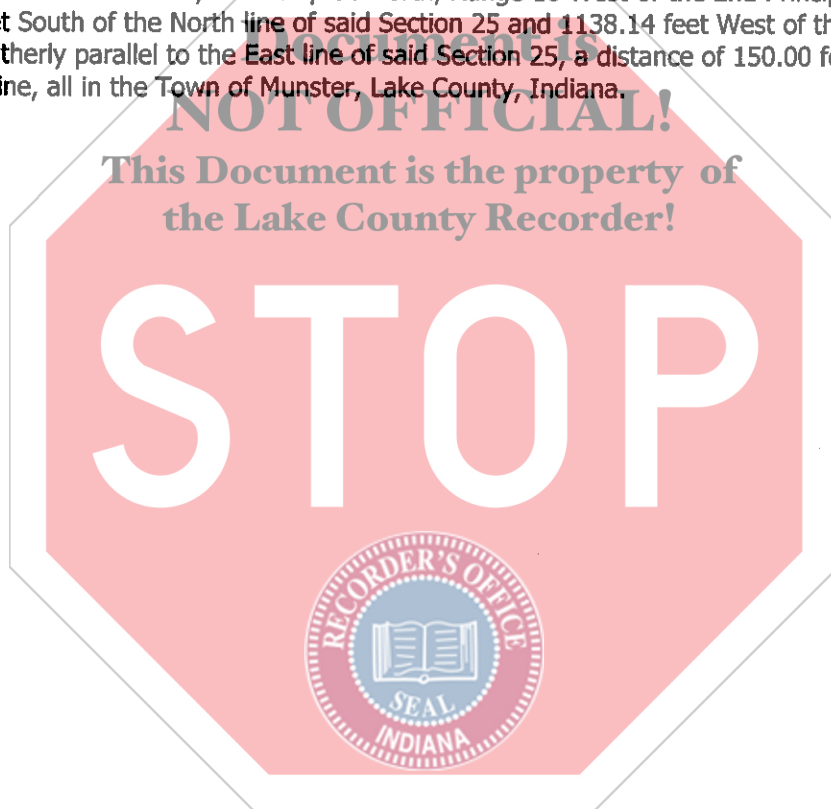 t South of the North line of said Section 25 and 1138.14 feet West of th
therly parallel to the East line of said Section 25, a distance of 150.00 fe
ine, all in the Town of Munster, Lake County, Indiana.
Document is
NOT OFFICIAL!
This Document is the property of
the Lake County Recorder!
STOP
RECORDER'S OFFICE
SEAL
INDIANA